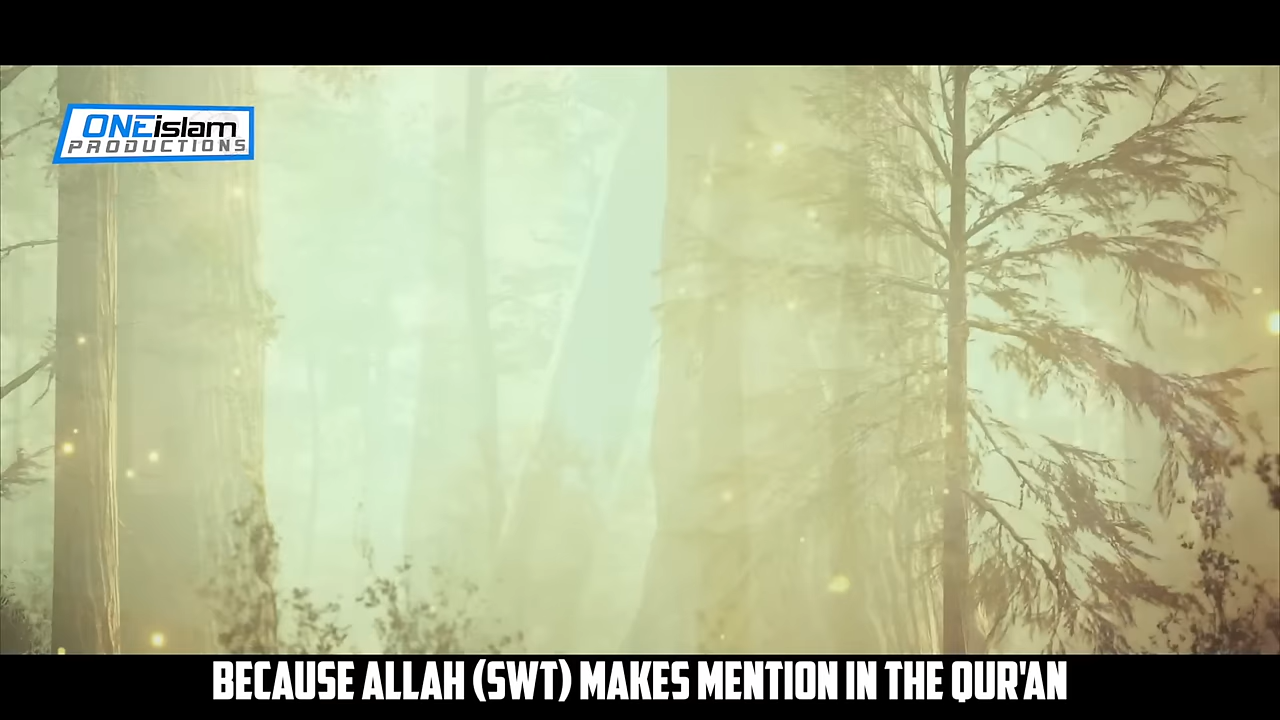 ONEislam
PRODUCTIONS
BECAUSE ALLAH (SWT) MAKES MENTION IN THE QUR'AN